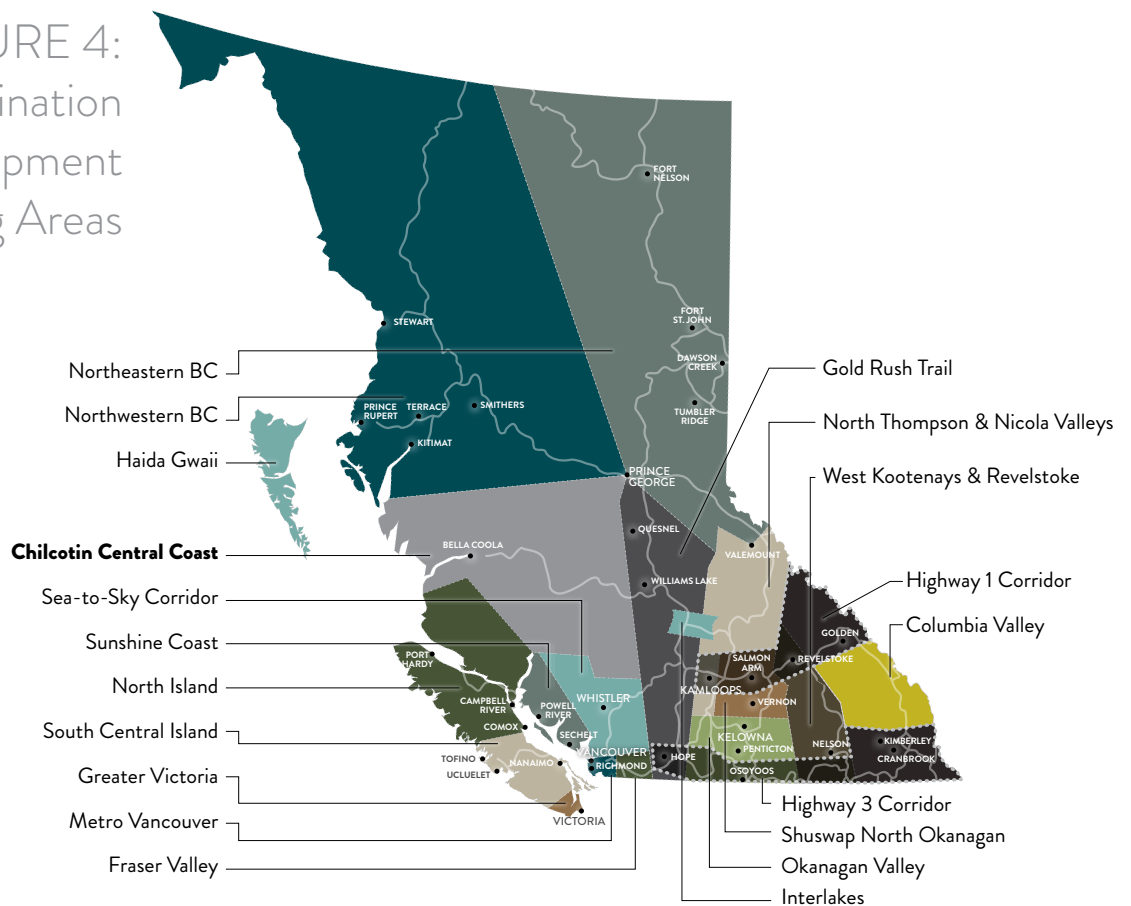 URE 4:
ination
pment
g Areas
FORT
NELSON
FORT
ST. JOHN
DAWSON
CREEK
TUMBLER
RIDGE
STEWART
PRINCE
RUPERT
TERRACE
SMITHERS
KITIMAT
PRINCE
GEORGE
QUESNEL
BELLA COOLA
WILLIAMS LAKE
VALEMOUNT
GOLDEN
SALMON
ARM
REVELSTOKE
KAMLOOPS
VERNON
PORT
HARDY
CAMPBELL
RIVER
POWELL
RIVER
WHISTLER
COMOX
SECHELT
KELOWNA
PENTICTON
NELSON
KIMBERLEY
CRANBROOK
TOFINO
UCLUELET
NANAIMO
VANCOUVER
RICHMOND
HOPE
OSOYOOS
VICTORIA
Northeastern BC
Northwestern BC
Haida Gwaii
Chilcotin Central Coast
Sea-to-Sky Corridor
Sunshine Coast
North Island
South Central Island
Greater Victoria
Metro Vancouver
Fraser Valley
Gold Rush Trail
North Thompson & Nicola Valleys
West Kootenays & Revelstoke
Highway 1 Corridor
Columbia Valley
Highway 3 Corridor
Shuswap North Okanagan
Okanagan Valley
Interlakes